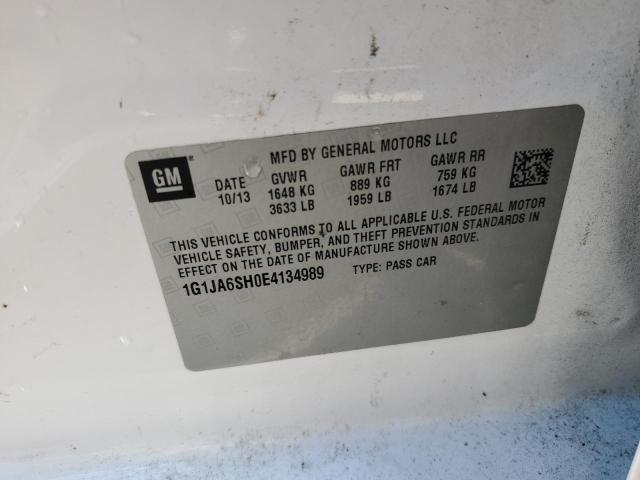 GM
MFD BY GENERAL MOTORS LLC
DATE GVWR GAWR FRT GAWR RR
10/13 1648 KG 889 KG 759 KG
3633 LB 1959 LB 1674 LB
THIS VEHICLE CONFORMS TO ALL APPLICABLE U.S. FEDERAL MOTOR
VEHICLE SAFETY, BUMPER, AND THEFT PREVENTION STANDARDS IN
EFFECT ON THE DATE OF MANUFACTURE SHOWN ABOVE.
1G1JA6SH0E4134989 TYPE: PASS CAR